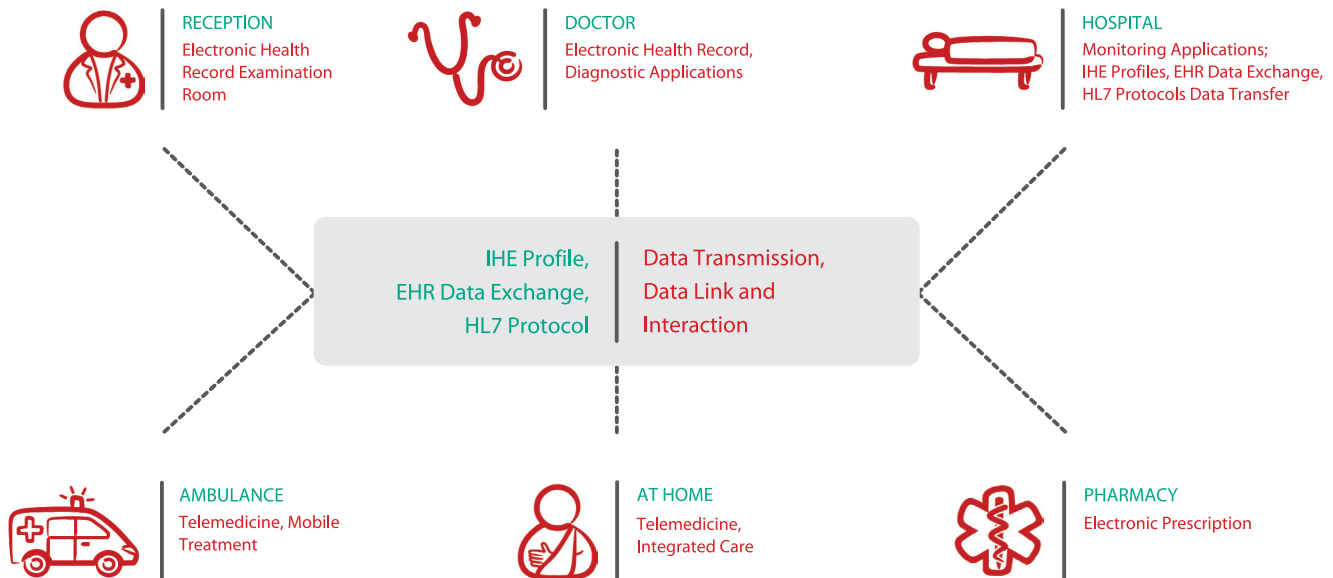 RECEPTION
Electronic Health
Record Examination
Room
DOCTOR
Electronic Health Record,
Diagnostic Applications
HOSPITAL
Monitoring Applications;
IHE Profiles, EHR Data Exchange,
HL7 Protocols Data Transfer
IHE Profile,
EHR Data Exchange,
HL7 Protocol
Data Transmission,
Data Link and
Interaction
AMBULANCE
Telemedicine, Mobile
Treatment
AT HOME
Telemedicine,
Integrated Care
PHARMACY
Electronic Prescription